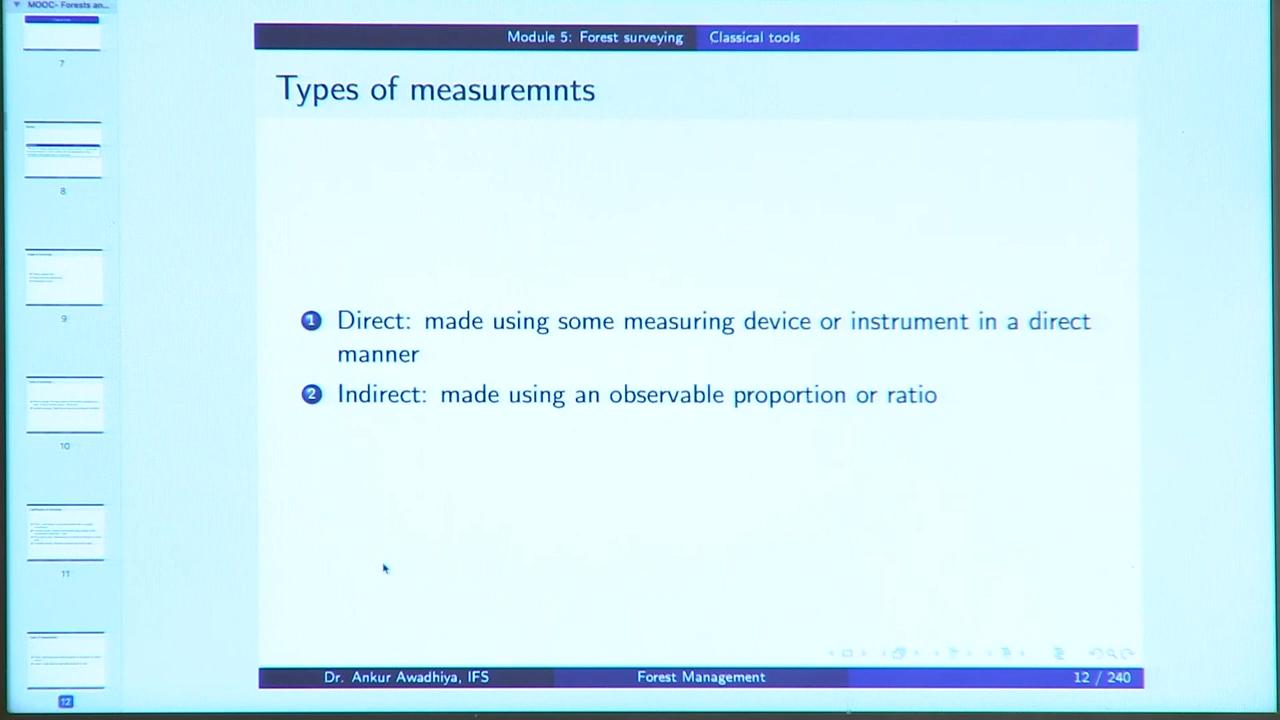 MOOC- Forests an...
7
8
9
10
11
12
Module 5: Forest surveying Classical tools
Types of measuremnts
1 Direct: made using some measuring device or instrument in a direct
manner
2 Indirect: made using an observable proportion or ratio
Dr. Ankur Awadhiya, IFS Forest Management 12 / 240